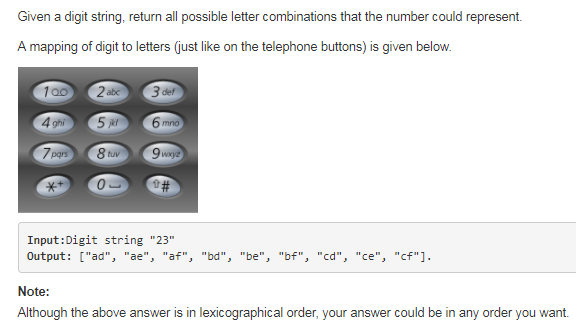 Given a digit string, return all possible letter combinations that the number could represent.
A mapping of digit to letters (just like on the telephone buttons) is given below.
1 2 abc 3 def
4 ghi 5 jkl 6 mno
7 pqrs 8 tuv 9 wxyz
* + 0 #
Input:Digit string "23"
Output: ["ad", "ae", "af", "bd", "be", "bf", "cd", "ce", "cf"].
Note:
Although the above answer is in lexicographical order, your answer could be in any order you want.